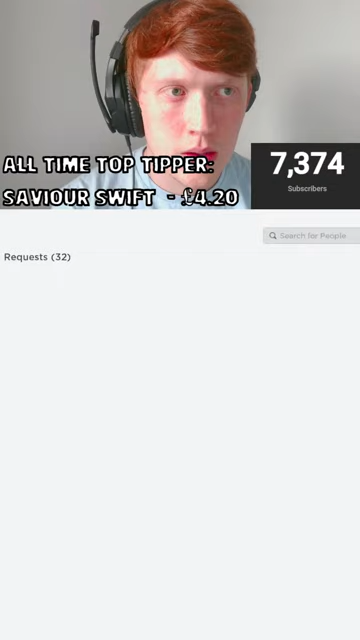 ALL TIME TOP TIPPER:
SAVIOUR SWIFT - £4.20
7,374
Subscribers
Search for People
Requests (32)